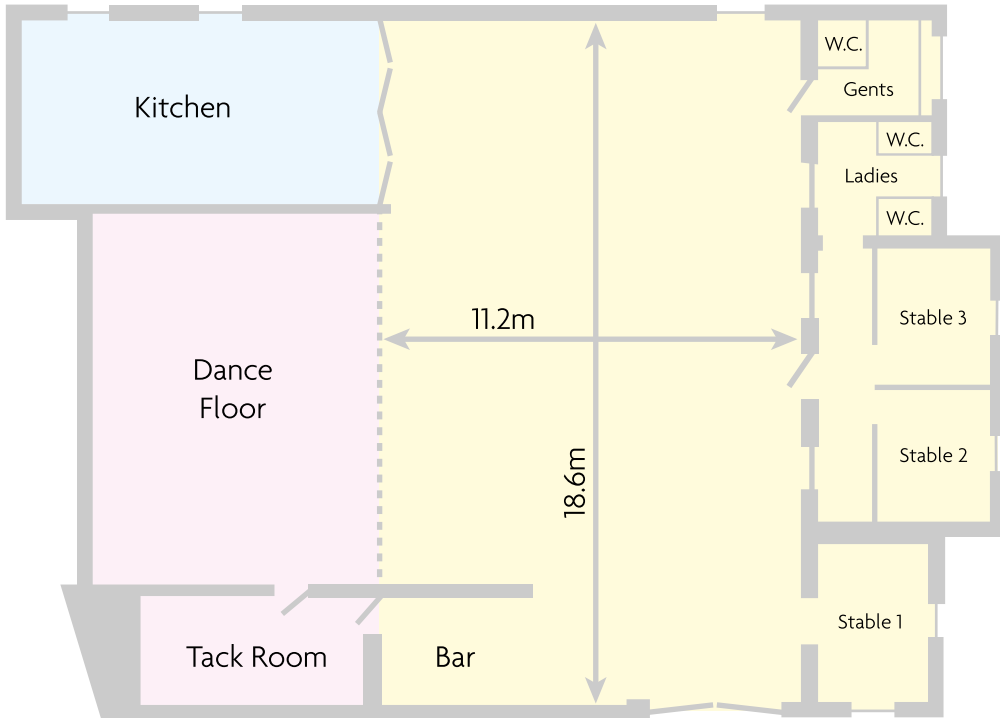 W.C.
Gents
Kitchen
W.C.
Ladies
W.C.
11.2m
Stable 3
Dance
Floor
Stable 2
18.6m
Stable 1
Tack Room
Bar